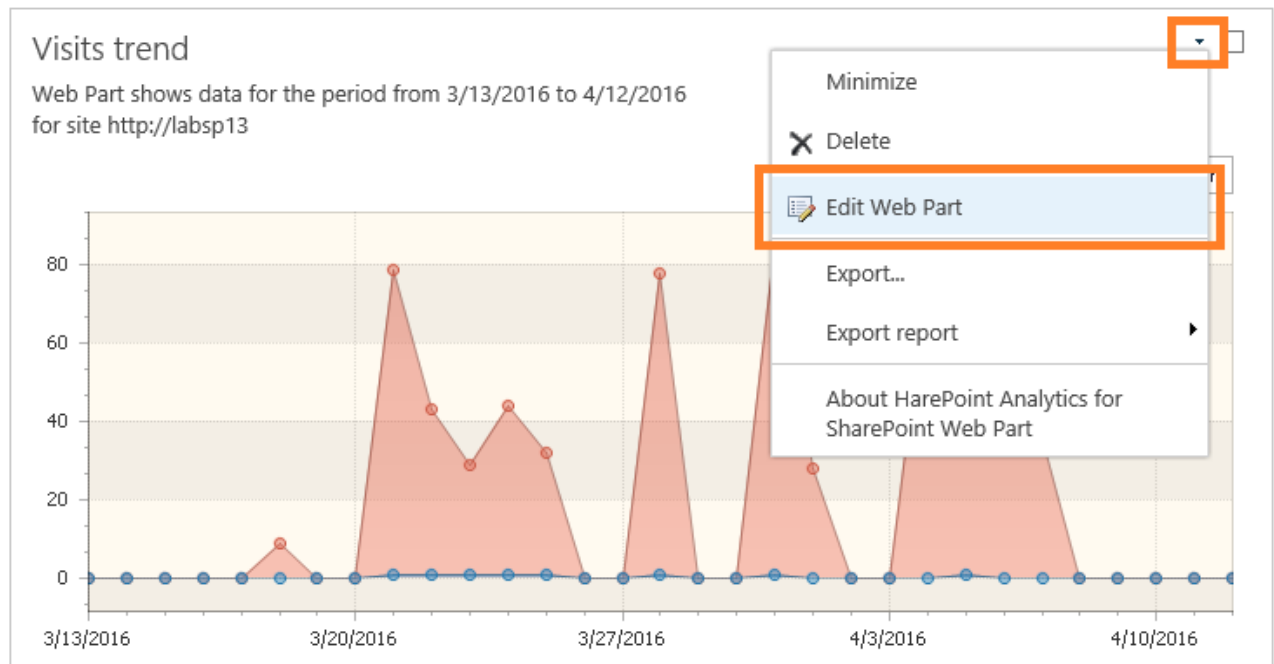 Visits trend
Web Part shows data for the period from 3/13/2016 to 4/12/2016
for site http://labsp13
Minimize
Delete
Edit Web Part
Export...
Export report
About HarePoint Analytics for
SharePoint Web Part
80
60
40
20
0
3/13/2016 3/20/2016 3/27/2016 4/3/2016 4/10/2016